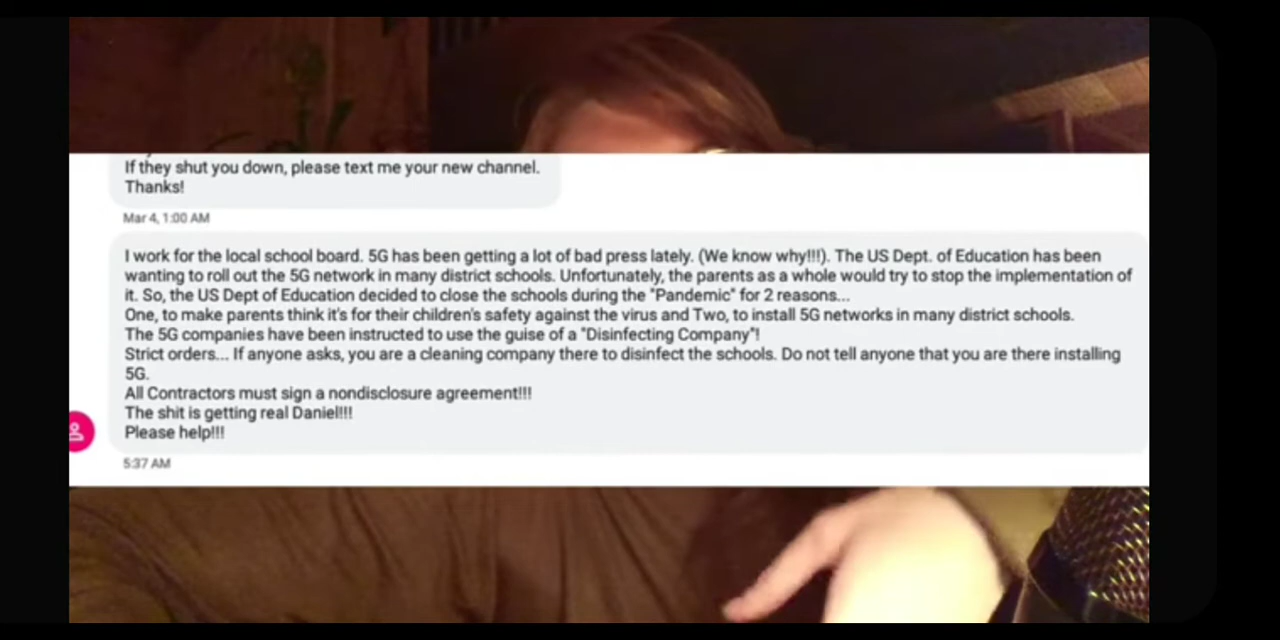 If they shut you down, please text me your new channel.
Thanks!
Mar 4, 1:00 AM
I work for the local school board. 5G has been getting a lot of bad press lately. (We know why!!!). The US Dept. of Education has been
wanting to roll out the 5G network in many district schools. Unfortunately, the parents as a whole would try to stop the implementation of
it. So, the US Dept of Education decided to close the schools during the "Pandemic" for 2 reasons...
One, to make parents think it's for their children's safety against the virus and Two, to install 5G networks in many district schools.
The 5G companies have been instructed to use the guise of a "Disinfecting Company"!
Strict orders... If anyone asks, you are a cleaning company there to disinfect the schools. Do not tell anyone that you are there installing
5G.
All Contractors must sign a nondisclosure agreement!!!
The shit is getting real Daniel!!!
Please help!!!
5:37 AM